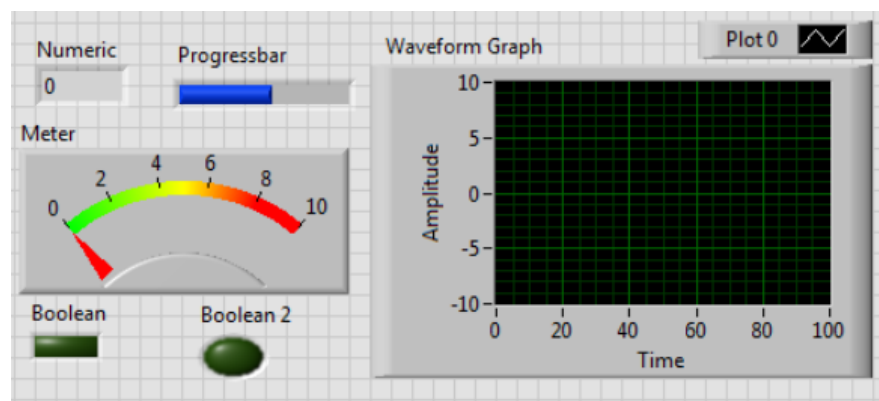 Numeric
0
Progressbar
Meter
0 2 4 6 8 10
Boolean
Boolean 2
Waveform Graph
Plot 0
Amplitude
10
5
0
-5
-10
0 20 40 60 80 100
Time